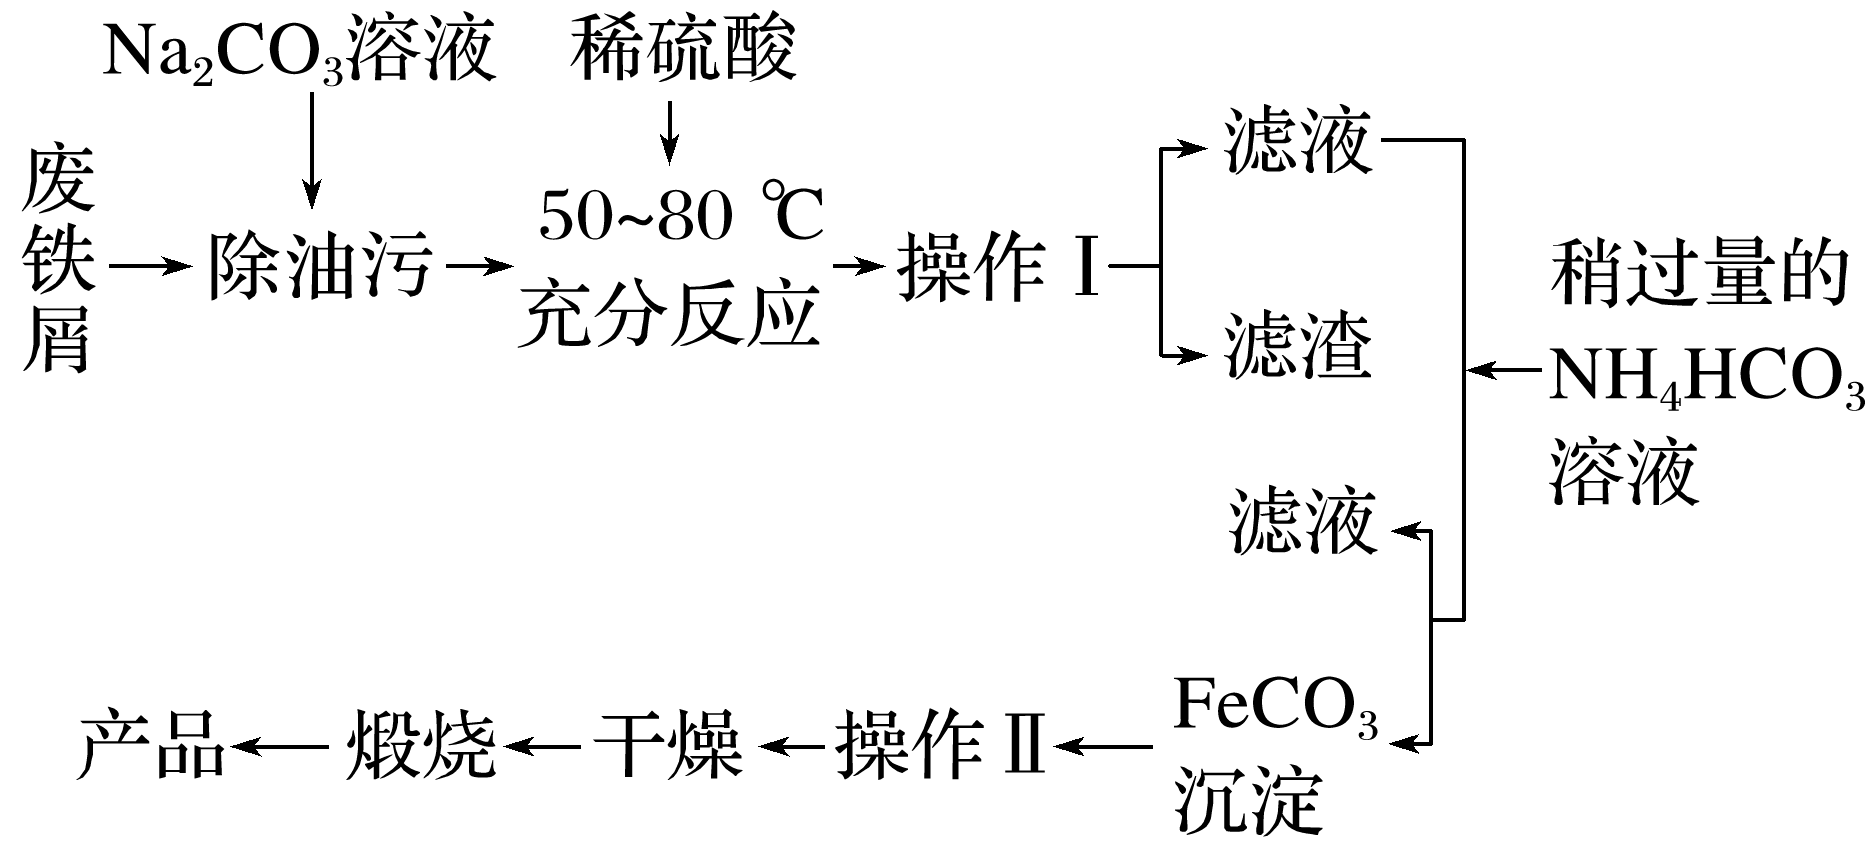 Na₂CO₃溶液
稀硫酸
废铁屑
除油污
50~80 ℃
充分反应
操作Ⅰ
滤液
滤渣
稍过量的
NH₄HCO₃
溶液
滤液
FeCO₃
沉淀
操作Ⅱ
干燥
煅烧
产品